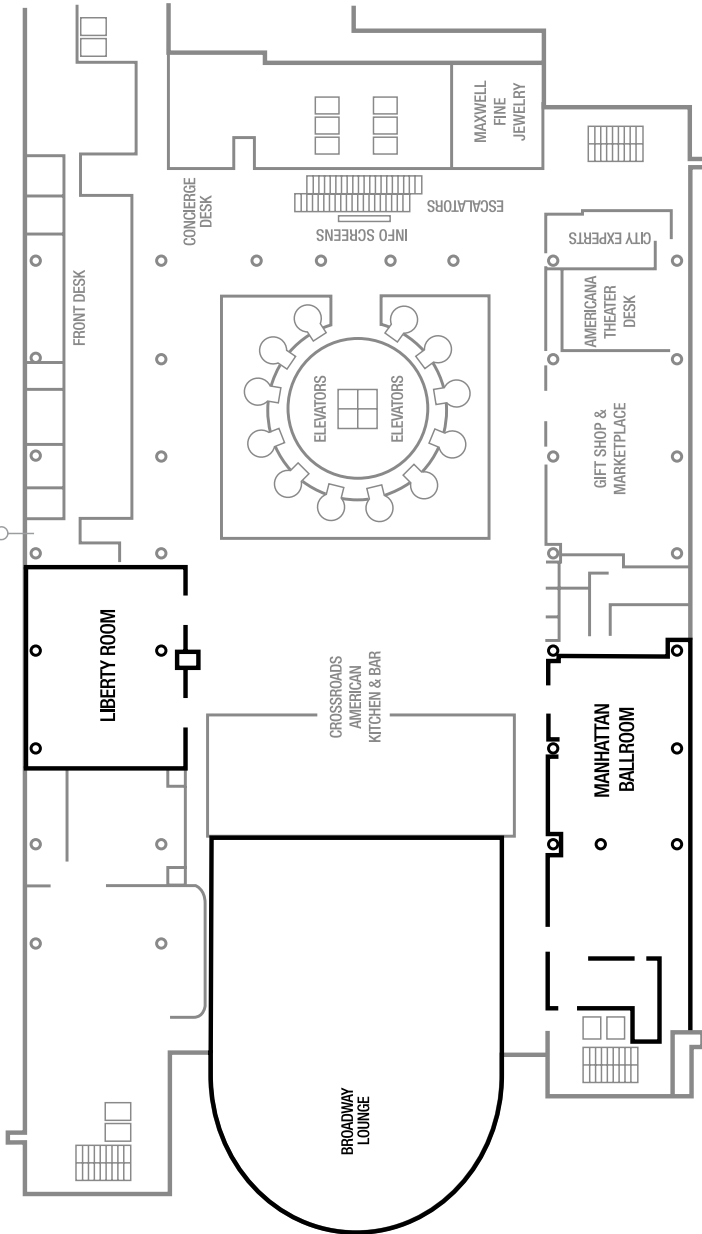 MAXWELL
FINE
JEWELRY
CONCIERGE
DESK
ESCALATORS
INFO SCREENS
CITY EXPERTS
FRONT DESK
AMERICANA
THEATER
DESK
ELEVATORS
ELEVATORS
GIFT SHOP &
MARKETPLACE
LIBERTY ROOM
CROSSROADS
AMERICAN
KITCHEN & BAR
MANHATTAN
BALLROOM
BROADWAY
LOUNGE